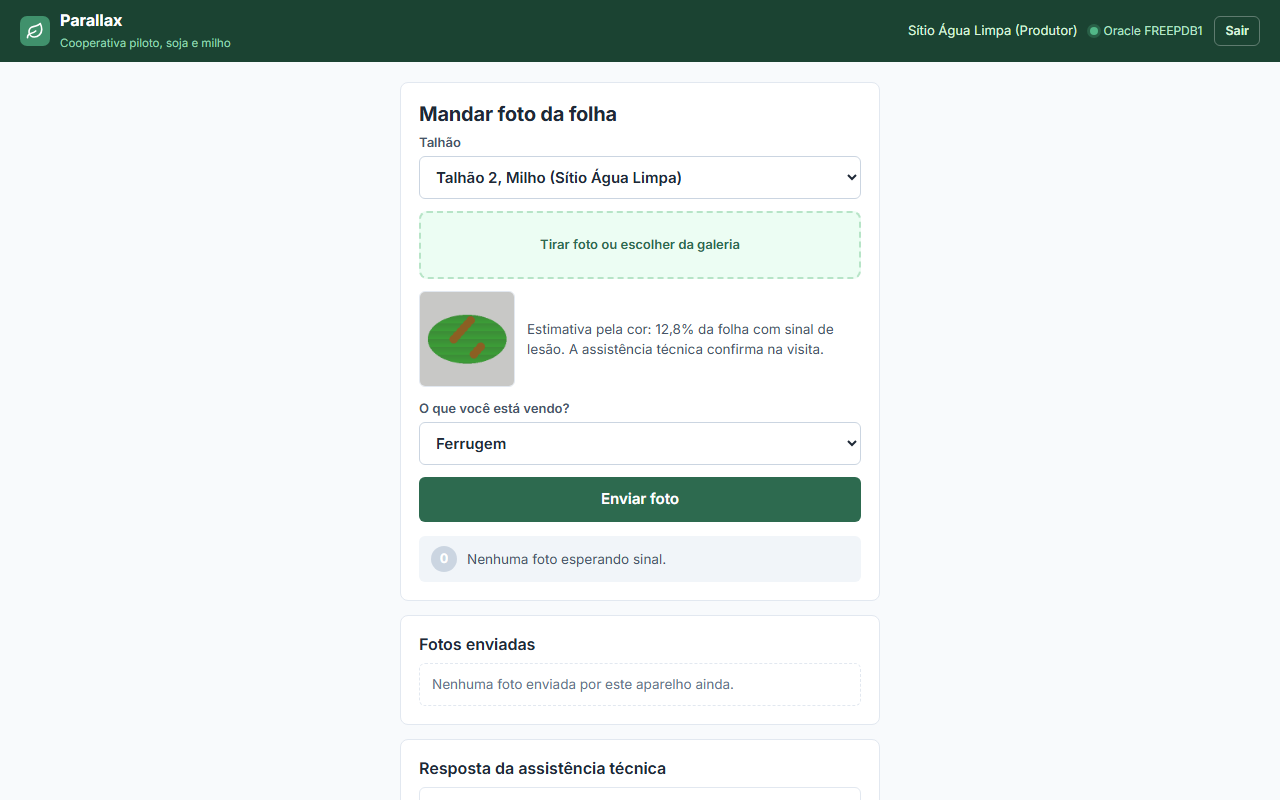 Parallax
Cooperativa piloto, soja e milho
Sítio Água Limpa (Produtor)
Oracle FREEPDB1
Sair
Mandar foto da folha
Talhão
Talhão 2, Milho (Sítio Água Limpa)
Tirar foto ou escolher da galeria
Estimativa pela cor: 12,8% da folha com sinal de
lesão. A assistência técnica confirma na visita.
O que você está vendo?
Ferrugem
Enviar foto
0
Nenhuma foto esperando sinal.
Fotos enviadas
Nenhuma foto enviada por este aparelho ainda.
Resposta da assistência técnica